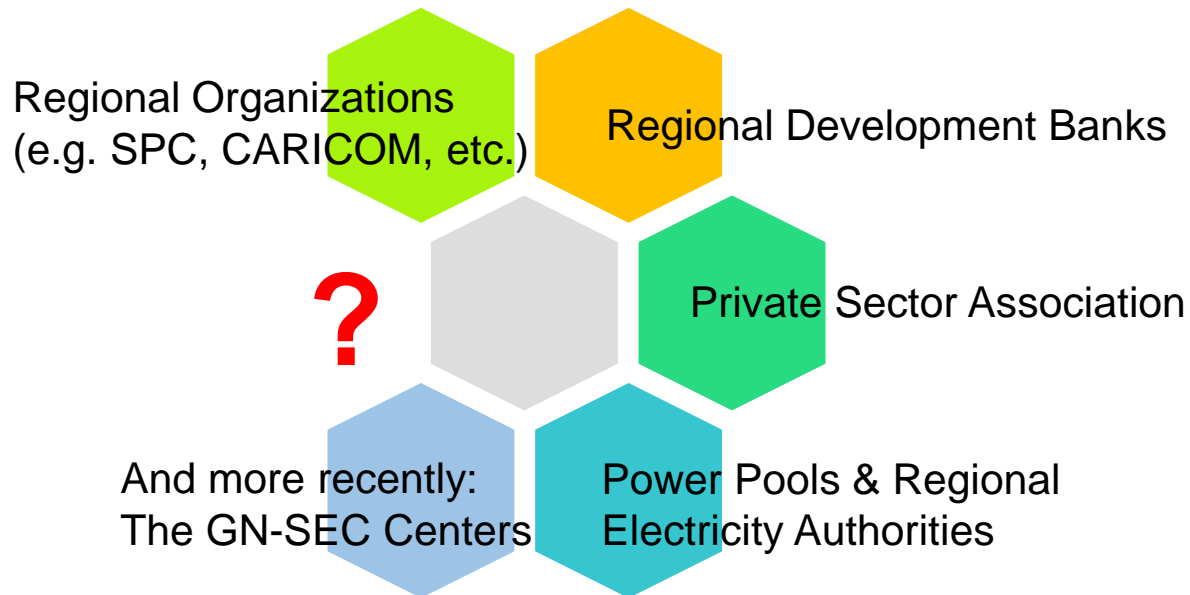 Regional Organizations
(e.g. SPC, CARICOM, etc.)
Regional Development Banks
?
Private Sector Association
And more recently:
The GN-SEC Centers
Power Pools & Regional
Electricity Authorities